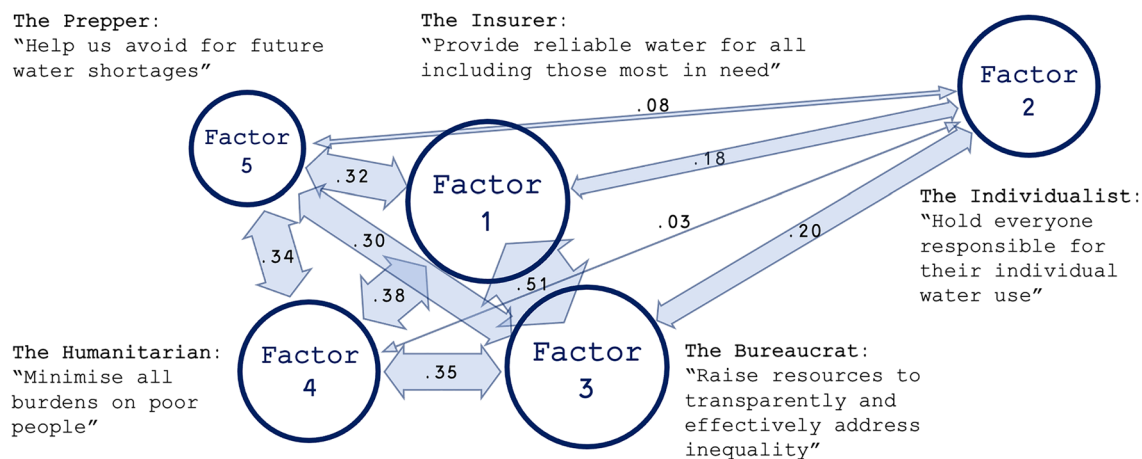 The Prepper:
“Help us avoid for future
water shortages”
The Insurer:
“Provide reliable water for all
including those most in need”
Factor
2
.08
Factor
5
.32
Factor
1
.18
The Individualist:
“Hold everyone
responsible for
their individual
water use”
.03
.20
.30
.34
.38
.51
The Humanitarian:
“Minimise all
burdens on poor
people”
Factor
4
.35
Factor
3
The Bureaucrat:
“Raise resources to
transparently and
effectively address
inequality”